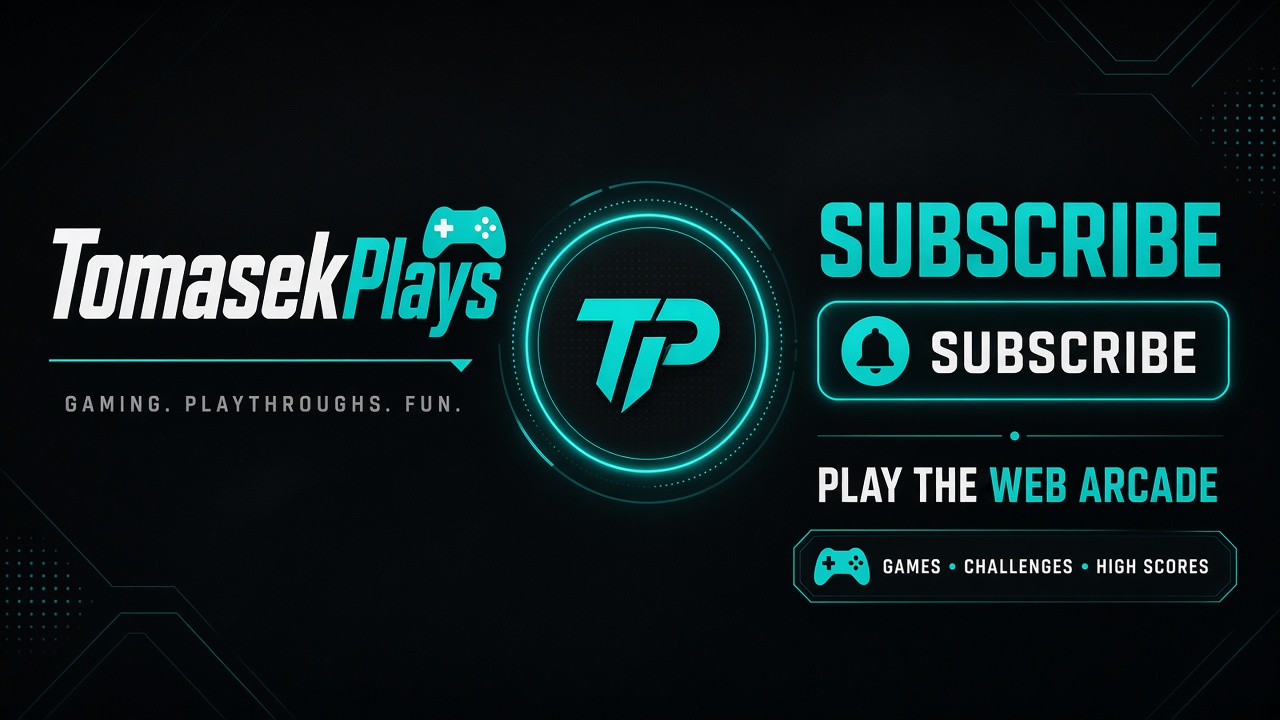 TomasekPlays
GAMING. PLAYTHROUGHS. FUN.
TP
SUBSCRIBE
SUBSCRIBE
PLAY THE WEB ARCADE
GAMES • CHALLENGES • HIGH SCORES